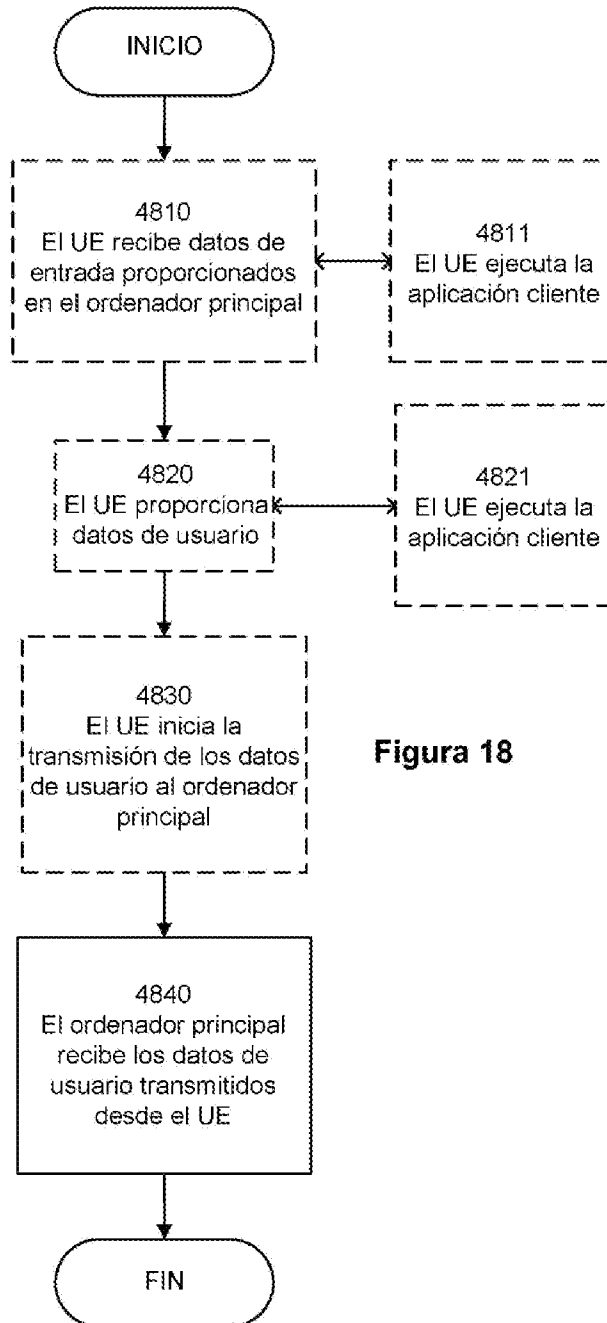 INICIO
4810
El UE recibe datos de
entrada proporcionados
en el ordenador principal
4811
El UE ejecuta la
aplicación cliente
4820
El UE proporciona
datos de usuario
4821
El UE ejecuta la
aplicación cliente
4830
El UE inicia la
transmisión de los datos
de usuario al ordenador
principal
Figura 18
4840
El ordenador principal
recibe los datos de
usuario transmitidos
desde el UE
FIN